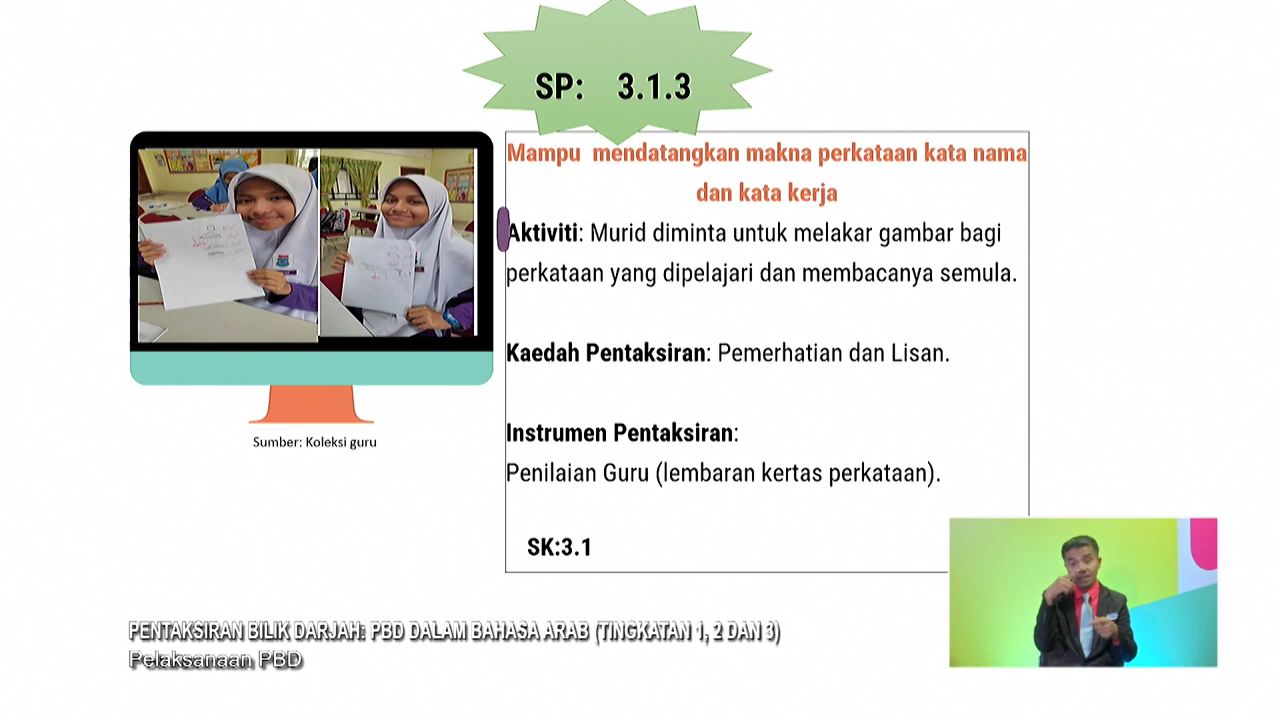 SP: 3.1.3
Mampu mendatangkan makna perkataan kata nama
dan kata kerja
Aktiviti: Murid diminta untuk melakar gambar bagi
perkataan yang dipelajari dan membacanya semula.
Kaedah Pentaksiran: Pemerhatian dan Lisan.
Instrumen Pentaksiran:
Penilaian Guru (lembaran kertas perkataan).
SK:3.1
Sumber: Koleksi guru
PENTAKSIRAN BILIK DARJAH: PBD DALAM BAHASA ARAB (TINGKATAN 1, 2 DAN 3)
Pelaksanaan PBD